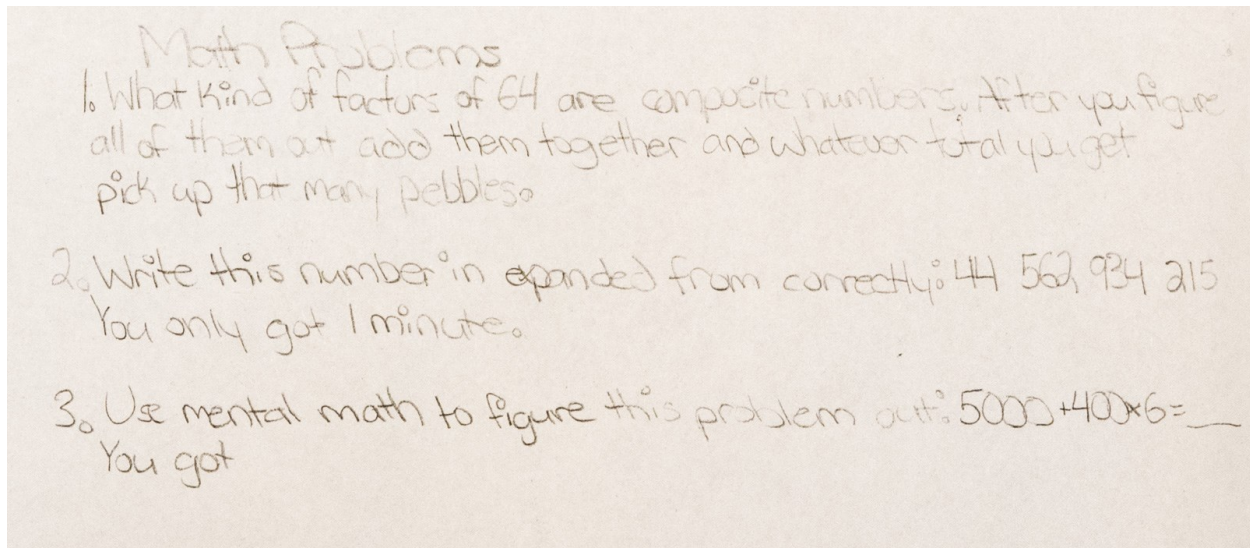 Math Problems
1. What kind of factors of 64 are composite numbers. After you figure
all of them out add them together and whatever total you get
pick up that many pebbles.
2. Write this number in expanded from correctly: 44 562 934 215
You only got 1 minute.
3. Use mental math to figure this problem out: 5000+400x6=__
You got